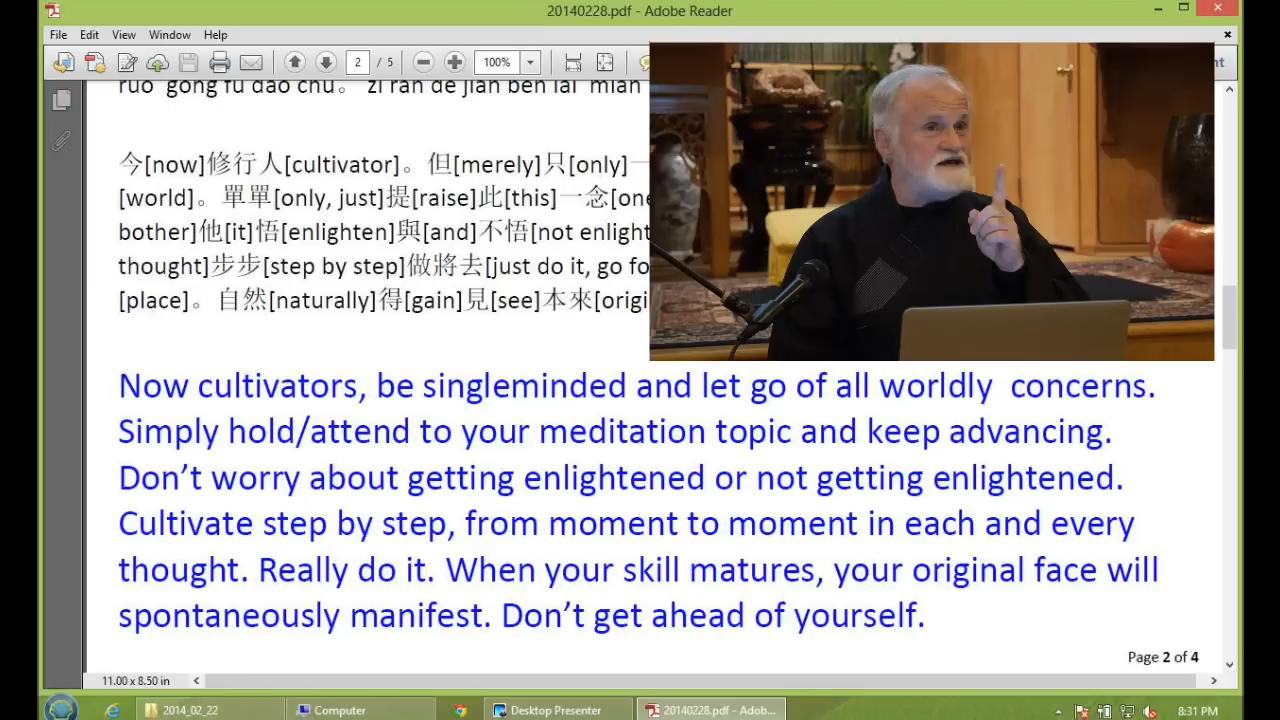 20140228.pdf - Adobe Reader
File Edit View Window Help
2 / 5 100%
ruo gong fu dao chu。 zi ran de jian ben lai mian
今[now]修行人[cultivator]。但[merely]只[only]一
[world]。單單[only, just]提[raise]此[this]一念[one
bother]他[it]悟[enlighten]與[and]不悟[not enlight
thought]步步[step by step]做將去[just do it, go fo
[place]。自然[naturally]得[gain]見[see]本來[origi
Now cultivators, be singleminded and let go of all worldly concerns.
Simply hold/attend to your meditation topic and keep advancing.
Don’t worry about getting enlightened or not getting enlightened.
Cultivate step by step, from moment to moment in each and every
thought. Really do it. When your skill matures, your original face will
spontaneously manifest. Don’t get ahead of yourself.
Page 2 of 4
11.00 x 8.50 in
2014_02_22 Computer Desktop Presenter 20140228.pdf - Adob... 8:31 PM